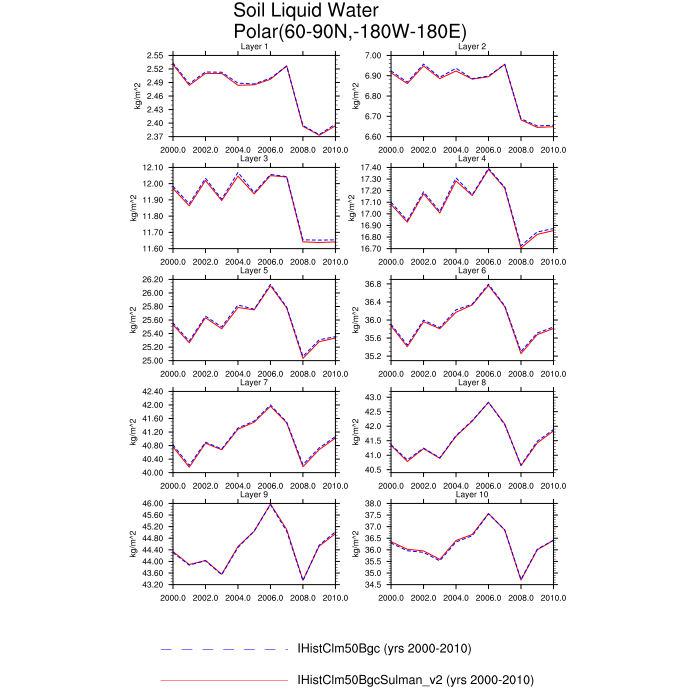 Soil Liquid Water
Polar(60-90N,-180W-180E)
Layer 1
2.55
2.52
2.49
2.46
2.43
2.40
2.37
kg/m^2
2000.0 2002.0 2004.0 2006.0 2008.0 2010.0
Layer 2
7.00
6.90
6.80
6.70
6.60
kg/m^2
2000.0 2002.0 2004.0 2006.0 2008.0 2010.0
Layer 3
12.10
12.00
11.90
11.80
11.70
11.60
kg/m^2
2000.0 2002.0 2004.0 2006.0 2008.0 2010.0
Layer 4
17.40
17.30
17.20
17.10
17.00
16.90
16.80
16.70
kg/m^2
2000.0 2002.0 2004.0 2006.0 2008.0 2010.0
Layer 5
26.20
26.00
25.80
25.60
25.40
25.20
25.00
kg/m^2
2000.0 2002.0 2004.0 2006.0 2008.0 2010.0
Layer 6
36.8
36.4
36.0
35.6
35.2
kg/m^2
2000.0 2002.0 2004.0 2006.0 2008.0 2010.0
Layer 7
42.40
42.00
41.60
41.20
40.80
40.40
40.00
kg/m^2
2000.0 2002.0 2004.0 2006.0 2008.0 2010.0
Layer 8
43.0
42.5
42.0
41.5
41.0
40.5
kg/m^2
2000.0 2002.0 2004.0 2006.0 2008.0 2010.0
Layer 9
46.00
45.60
45.20
44.80
44.40
44.00
43.60
43.20
kg/m^2
2000.0 2002.0 2004.0 2006.0 2008.0 2010.0
Layer 10
38.0
37.5
37.0
36.5
36.0
35.5
35.0
34.5
kg/m^2
2000.0 2002.0 2004.0 2006.0 2008.0 2010.0
IHistClm50Bgc (yrs 2000-2010)
IHistClm50BgcSulman_v2 (yrs 2000-2010)